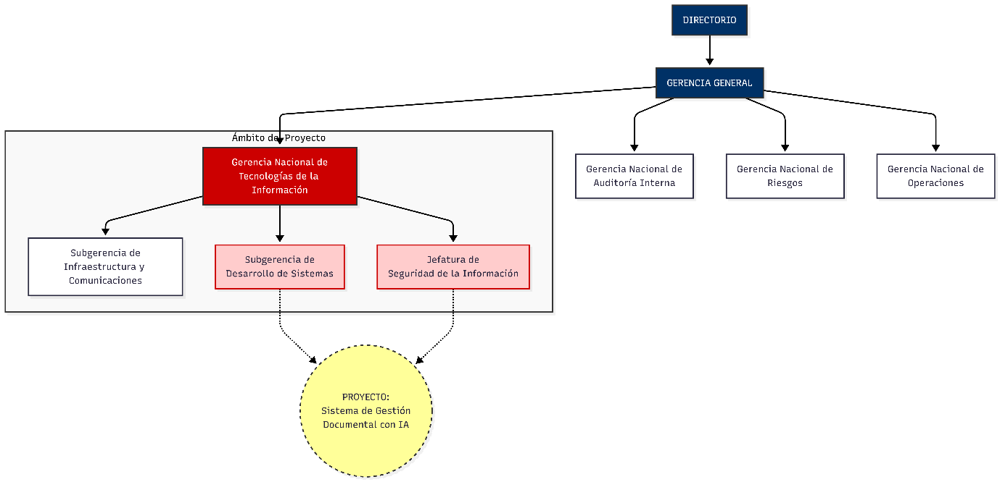 DIRECTORIO
GERENCIA GENERAL
Ámbito del Proyecto
Gerencia Nacional de
Tecnologías de la
Información
Gerencia Nacional de
Auditoría Interna
Gerencia Nacional de
Riesgos
Gerencia Nacional de
Operaciones
Subgerencia de
Infraestructura y
Comunicaciones
Subgerencia de
Desarrollo de Sistemas
Jefatura de
Seguridad de la Información
PROYECTO:
Sistema de Gestión
Documental con IA